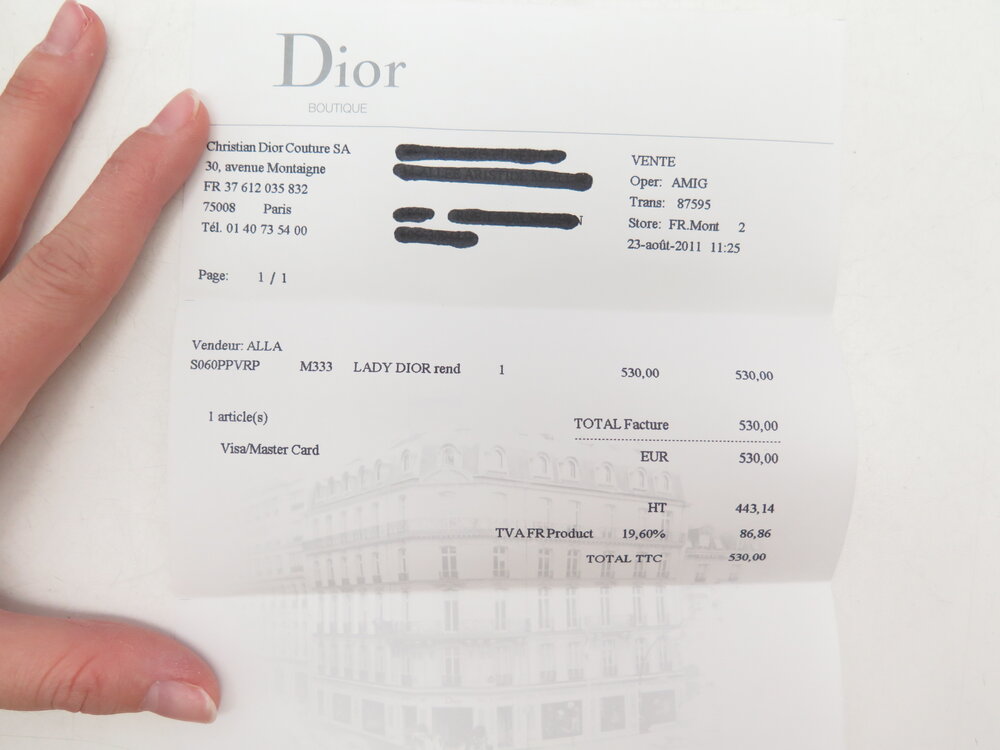 Dior
BOUTIQUE
Christian Dior Couture SA
30, avenue Montaigne
FR 37 612 035 832
75008 Paris
Tél. 01 40 73 54 00
VENTE
Oper: AMIG
Trans: 87595
Store: FR.Mont 2
23-août-2011 11:25
Page: 1 / 1
Vendeur: ALLA
S060PPVRP M333 LADY DIOR rend 1 530,00 530,00
1 article(s)
TOTAL Facture 530,00
Visa/Master Card
EUR 530,00
HT 443,14
TVA FR Product 19,60% 86,86
TOTAL TTC 530,00